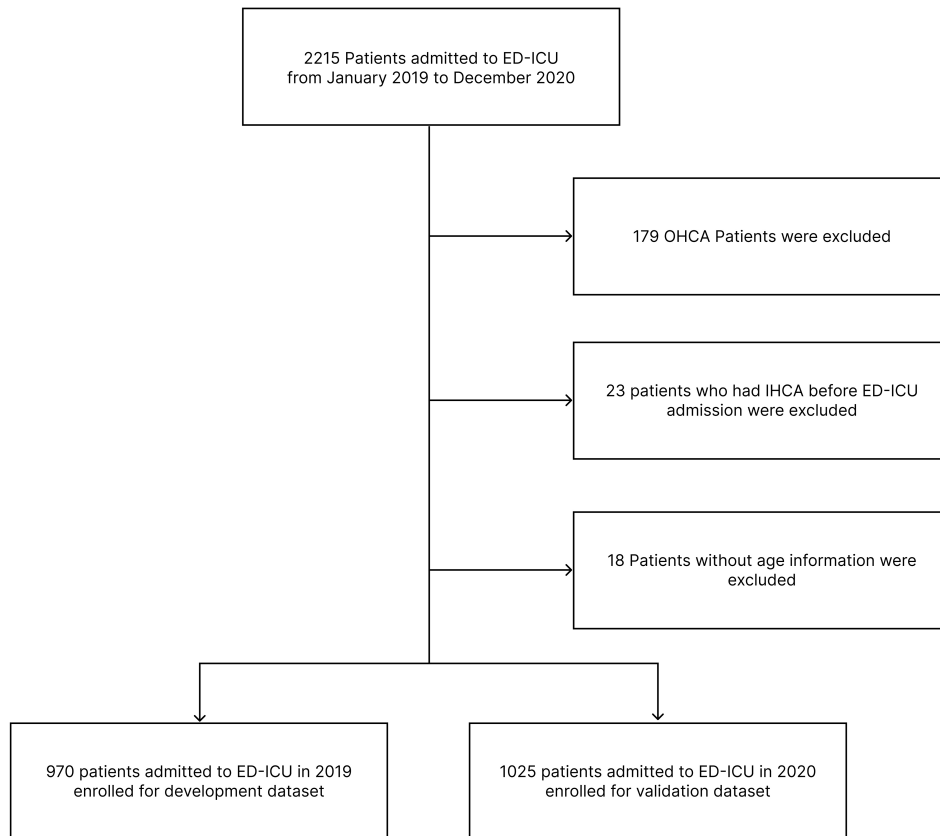 2215 Patients admitted to ED-ICU
from January 2019 to December 2020
179 OHCA Patients were excluded
23 patients who had IHCA before ED-ICU
admission were excluded
18 Patients without age information were
excluded
970 patients admitted to ED-ICU in 2019
enrolled for development dataset
1025 patients admitted to ED-ICU in 2020
enrolled for validation dataset